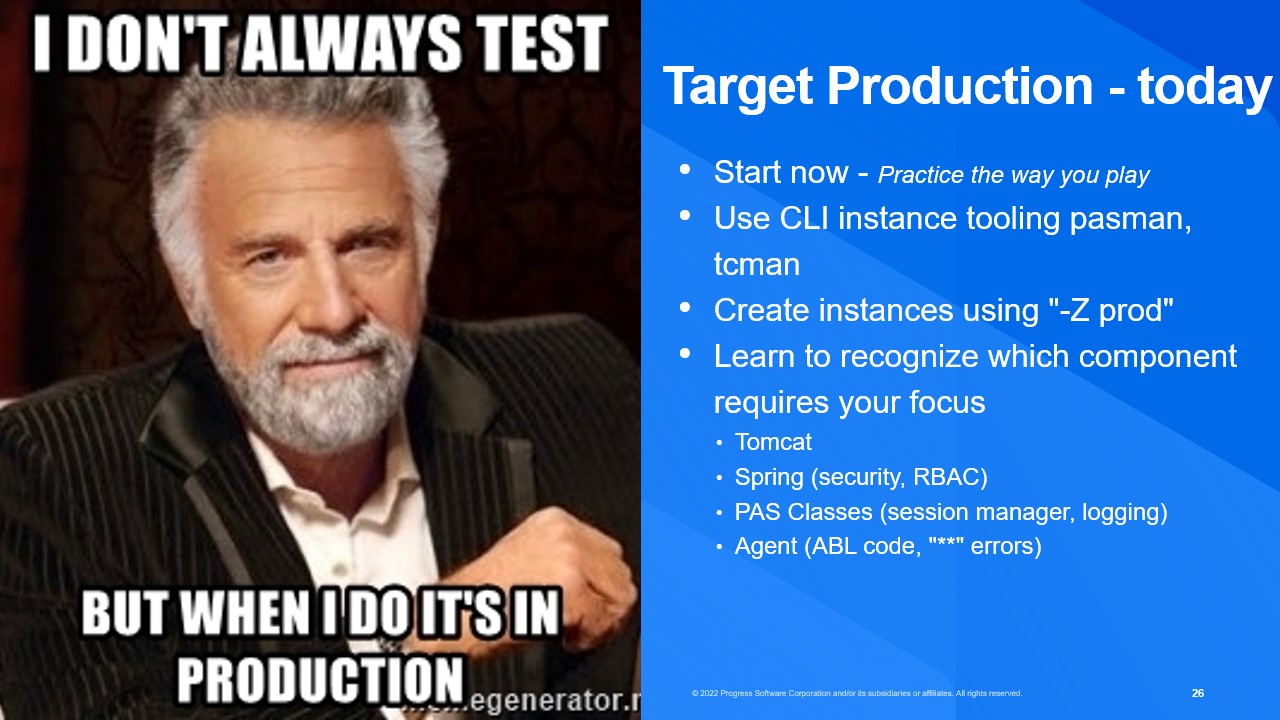 I DON'T ALWAYS TEST
BUT WHEN I DO IT'S IN
PRODUCTION
Target Production - today
• Start now - Practice the way you play
• Use CLI instance tooling pasman,
tcman
• Create instances using "-Z prod"
• Learn to recognize which component
requires your focus
• Tomcat
• Spring (security, RBAC)
• PAS Classes (session manager, logging)
• Agent (ABL code, "**" errors)
© 2022 Progress Software Corporation and/or its subsidiaries or affiliates. All rights reserved.
26